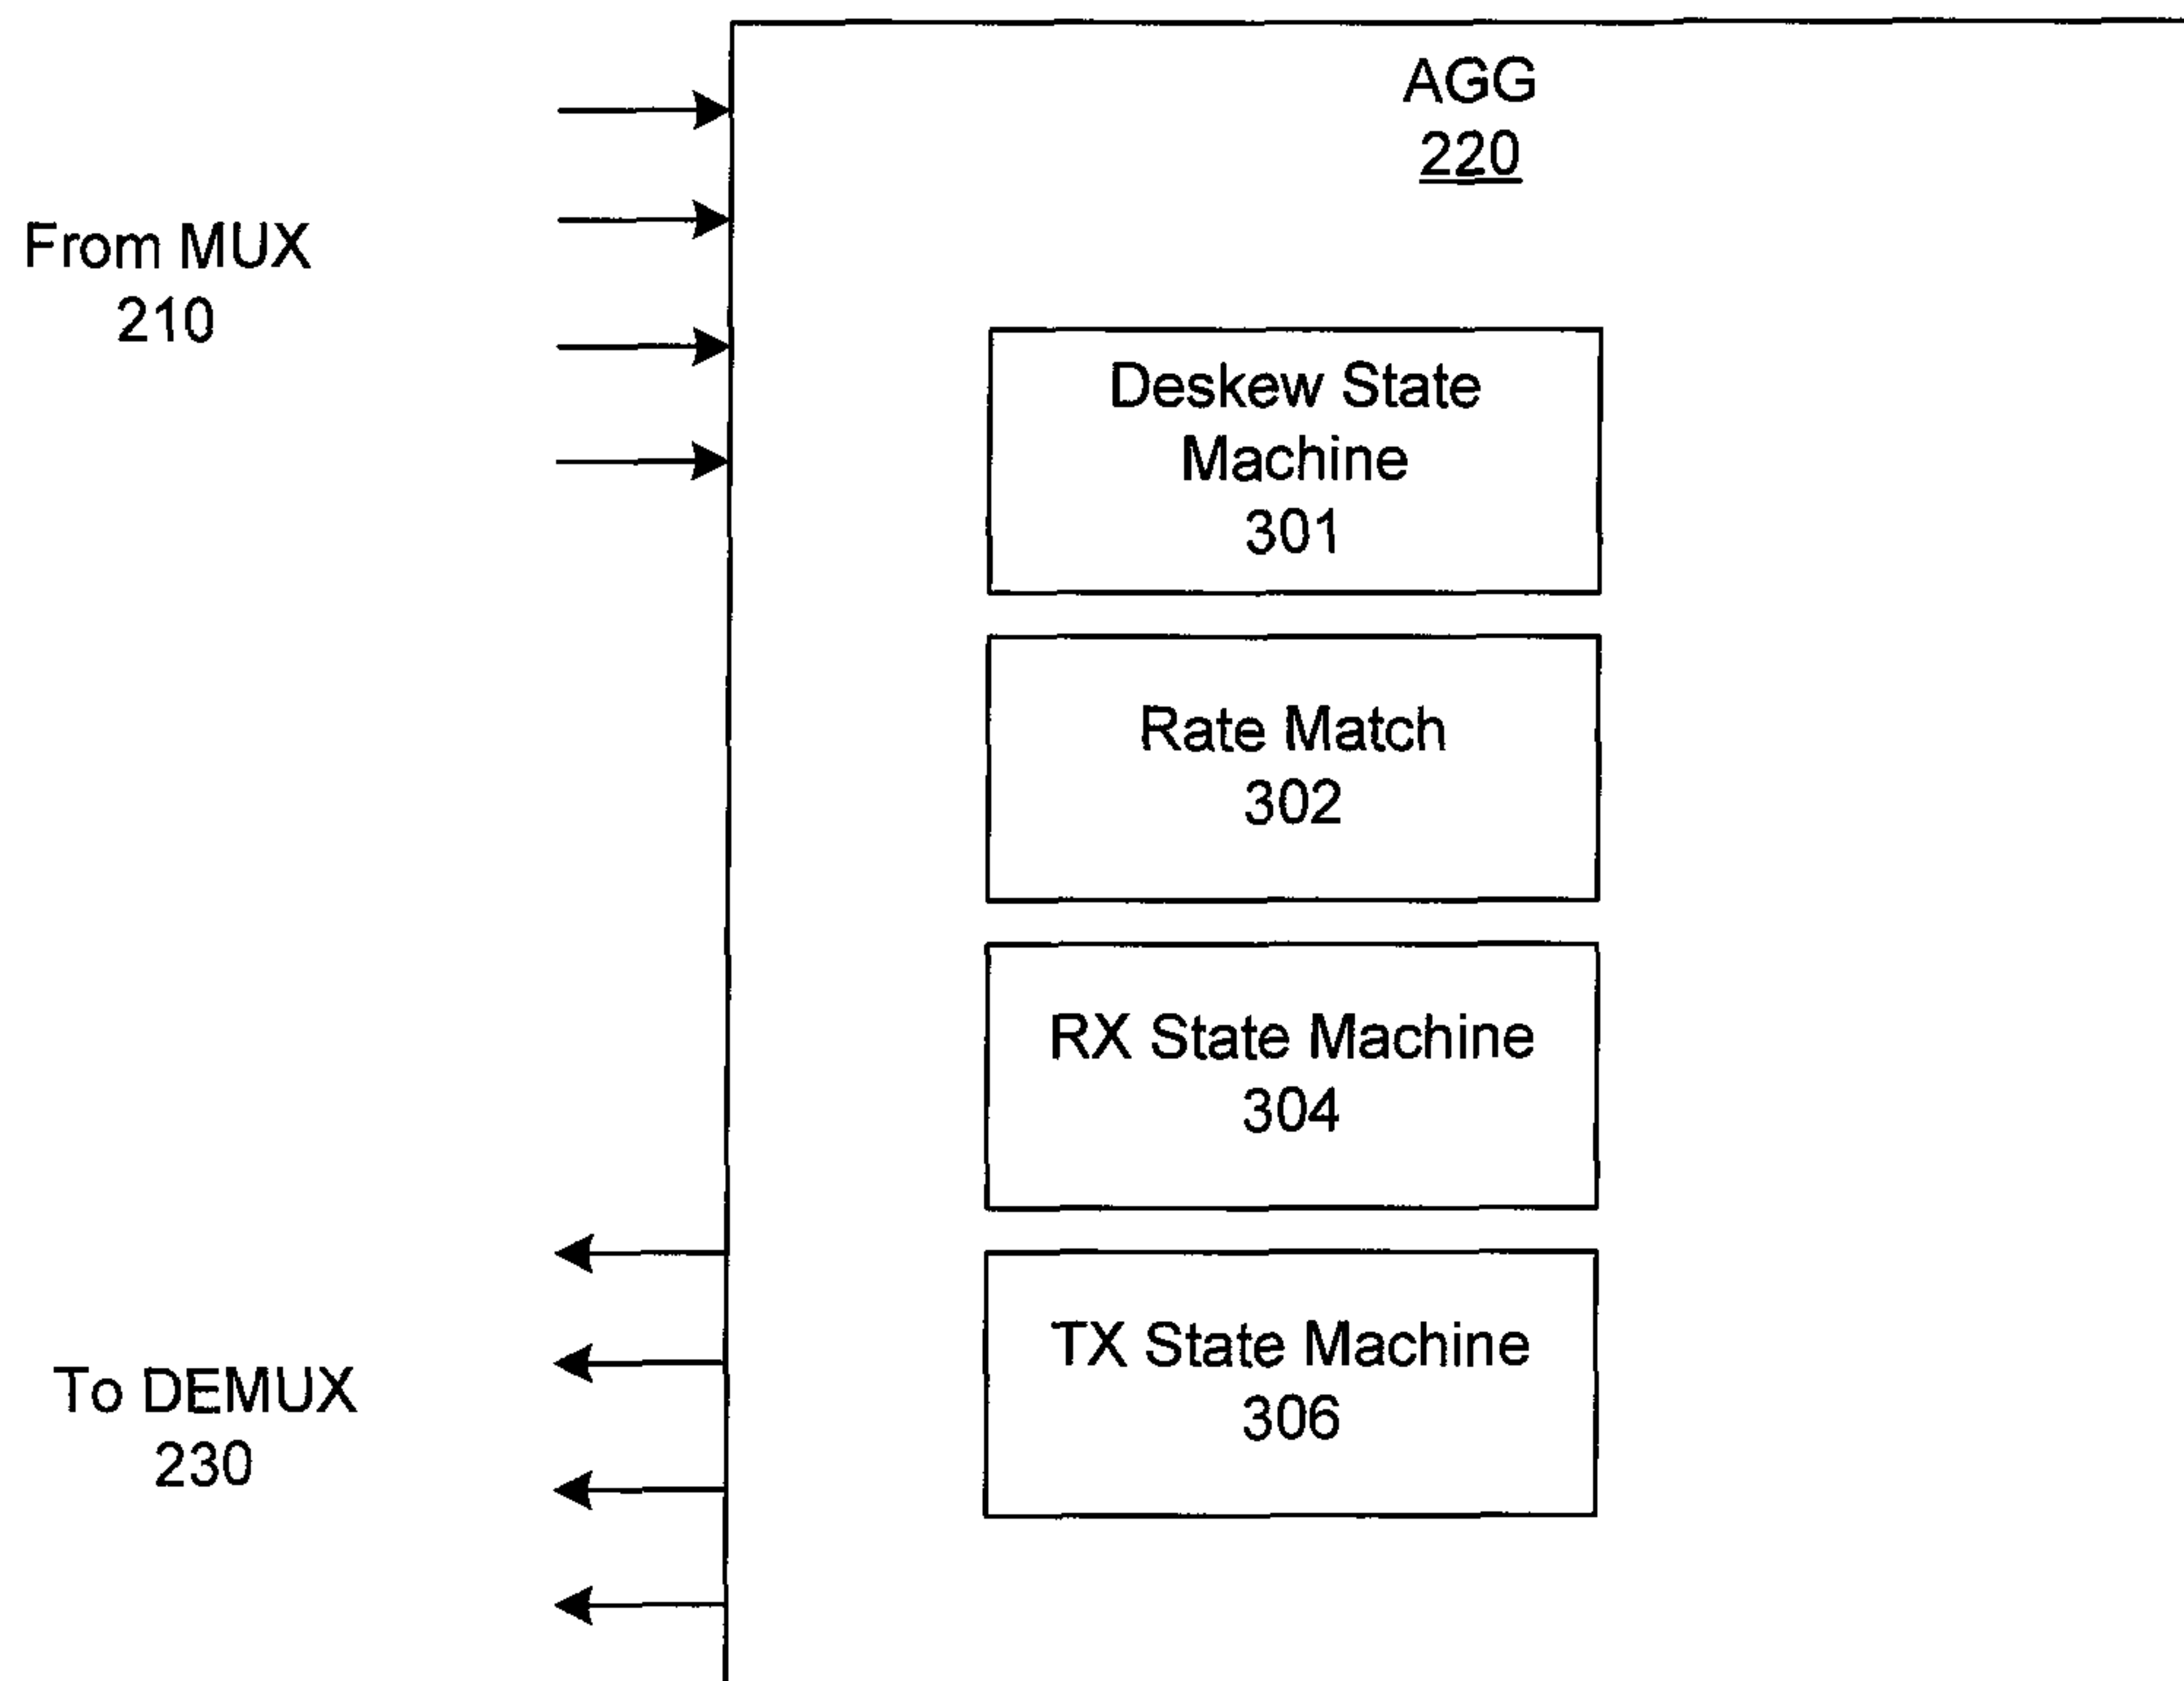 AGG
220
From MUX
210
Deskew State
Machine
301
Rate Match
302
RX State Machine
304
TX State Machine
306
To DEMUX
230